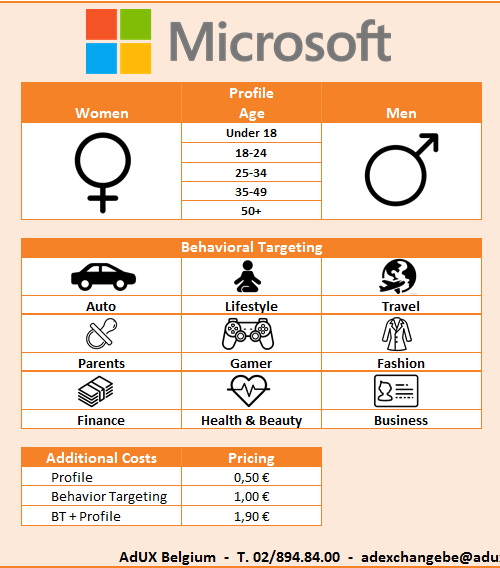 Microsoft
Profile
Women Age Men
Under 18
18-24
25-34
35-49
50+
Behavioral Targeting
Auto Lifestyle Travel
Parents Gamer Fashion
Finance Health & Beauty Business
Additional Costs Pricing
Profile 0,50 €
Behavior Targeting 1,00 €
BT + Profile 1,90 €
AdUX Belgium - T. 02/894.84.00 - adexchangebe@adu